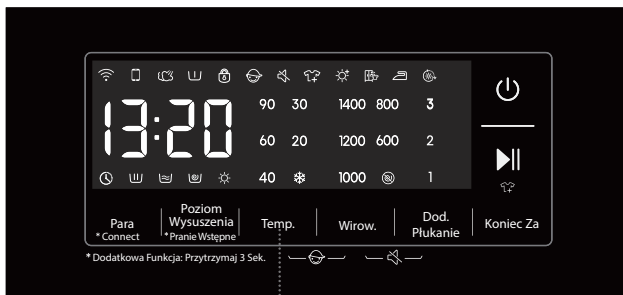 13:20
90 30 1400 800 3
60 20 1200 600 2
40 1000 1
Para
* Connect
Poziom
Wysuszenia
* Pranie Wstępne
Temp.
Wirow.
Dod.
Płukanie
Koniec Za
* Dodatkowa Funkcja: Przytrzymaj 3 Sek.